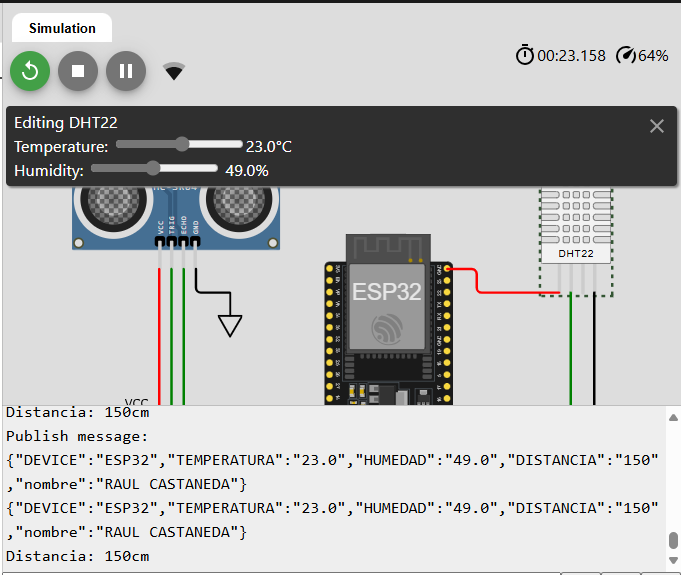 Simulation
00:23.158 64%
Editing DHT22
Temperature: 23.0°C
Humidity: 49.0%
VCC
TRIG
ECHO
GND
DHT22
ESP32
VCC
Distancia: 150cm
Publish message:
{"DEVICE":"ESP32","TEMPERATURA":"23.0","HUMEDAD":"49.0","DISTANCIA":"150"
,"nombre":"RAUL CASTANEDA"}
{"DEVICE":"ESP32","TEMPERATURA":"23.0","HUMEDAD":"49.0","DISTANCIA":"150"
,"nombre":"RAUL CASTANEDA"}
Distancia: 150cm